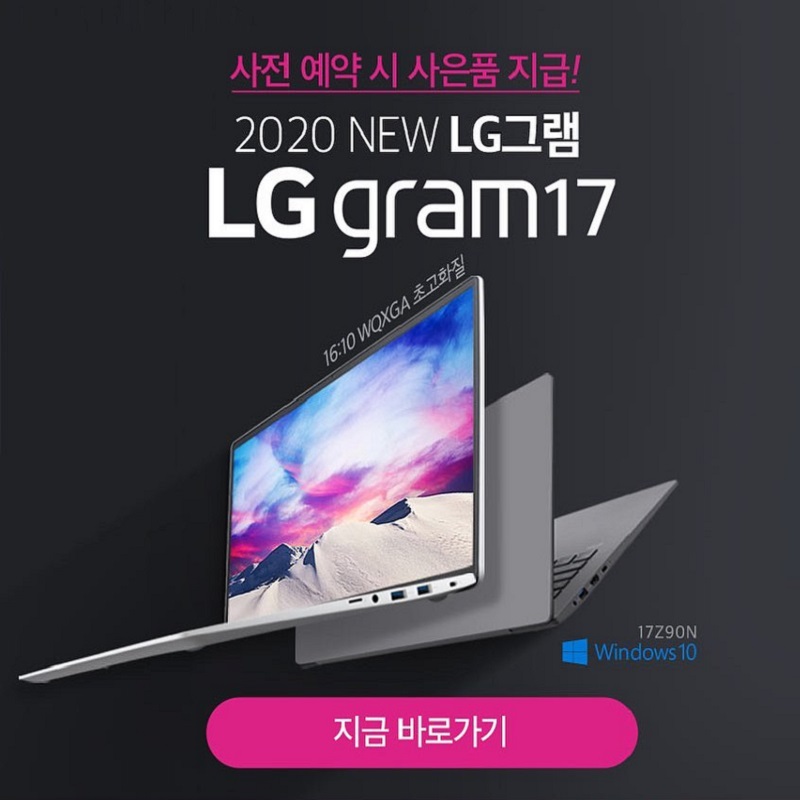 사전 예약 시 사은품 지급!
2020 NEW LG그램
LG gram17
16:10 WQXGA 초고화질
17Z90N
Windows10
지금 바로가기